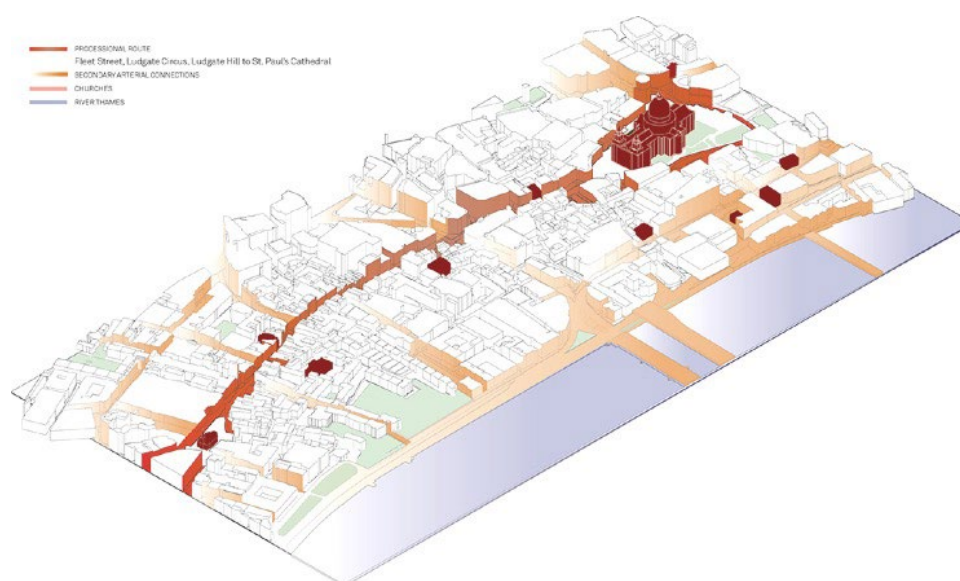 PROCESSIONAL ROUTE
Fleet Street, Ludgate Circus, Ludgate Hill to St. Paul's Cathedral
SECONDARY ARTERIAL CONNECTIONS
CHURCHES
RIVER THAMES